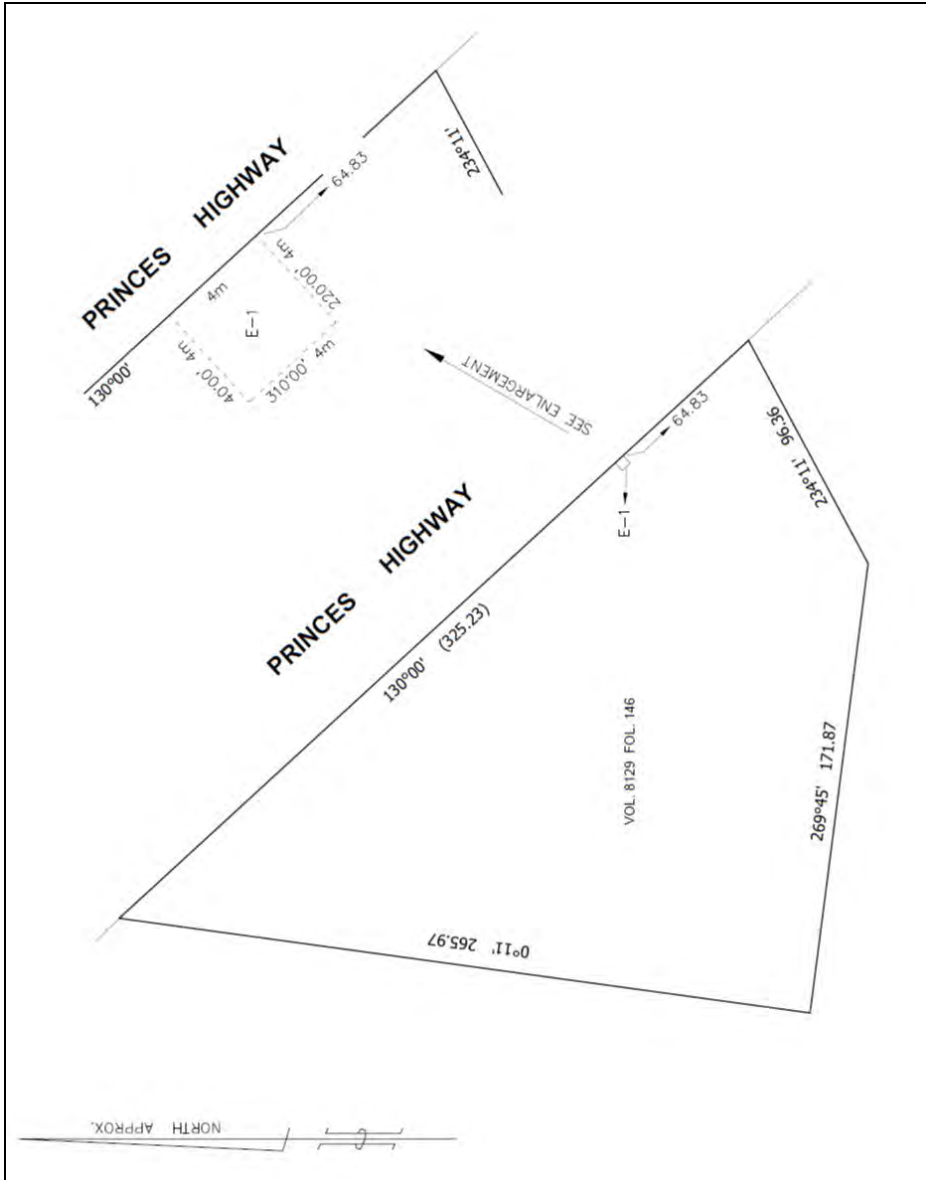 PRINCES HIGHWAY
130°00'
64.83
234°11'
4m
40°00' 4m
E-1
220°00' 4m
310°00' 4m
SEE ENLARGEMENT
PRINCES HIGHWAY
130°00' (325.23)
64.83
E-1
234°11' 96.36
VOL. 8129 FOL. 146
269°45' 171.87
0°11' 265.97
NORTH APPROX.